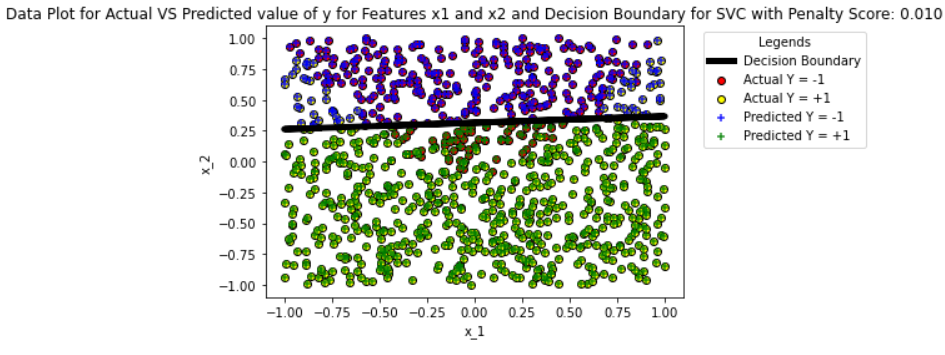 Data Plot for Actual VS Predicted value of y for Features x1 and x2 and Decision Boundary for SVC with Penalty Score: 0.010
1.00
0.75
0.50
0.25
0.00
−0.25
−0.50
−0.75
−1.00
x_2
−1.00 −0.75 −0.50 −0.25 0.00 0.25 0.50 0.75 1.00
x_1
Legends
Decision Boundary
Actual Y = -1
Actual Y = +1
Predicted Y = -1
Predicted Y = +1